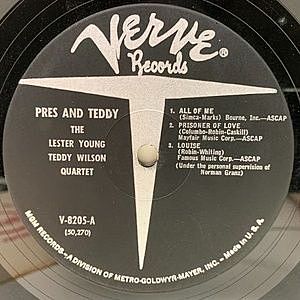 Verve®
Records
PRES AND TEDDY
THE
LESTER YOUNG
TEDDY WILSON
QUARTET
V-8205-A
(50,270)
1. ALL OF ME
(Simca-Marks) Bourne, Inc.—ASCAP
2. PRISONER OF LOVE
(Columbo-Robin-Caskill)
Mayfair Music Corp.—ASCAP
3. LOUISE
(Robin-Whiting)
Famous Music Corp.—ASCAP
(Under the personal supervision of
Norman Granz)
MGM RECORDS—A DIVISION OF METRO-GOLDWYN-MAYER, INC.—Made in U.S.A.